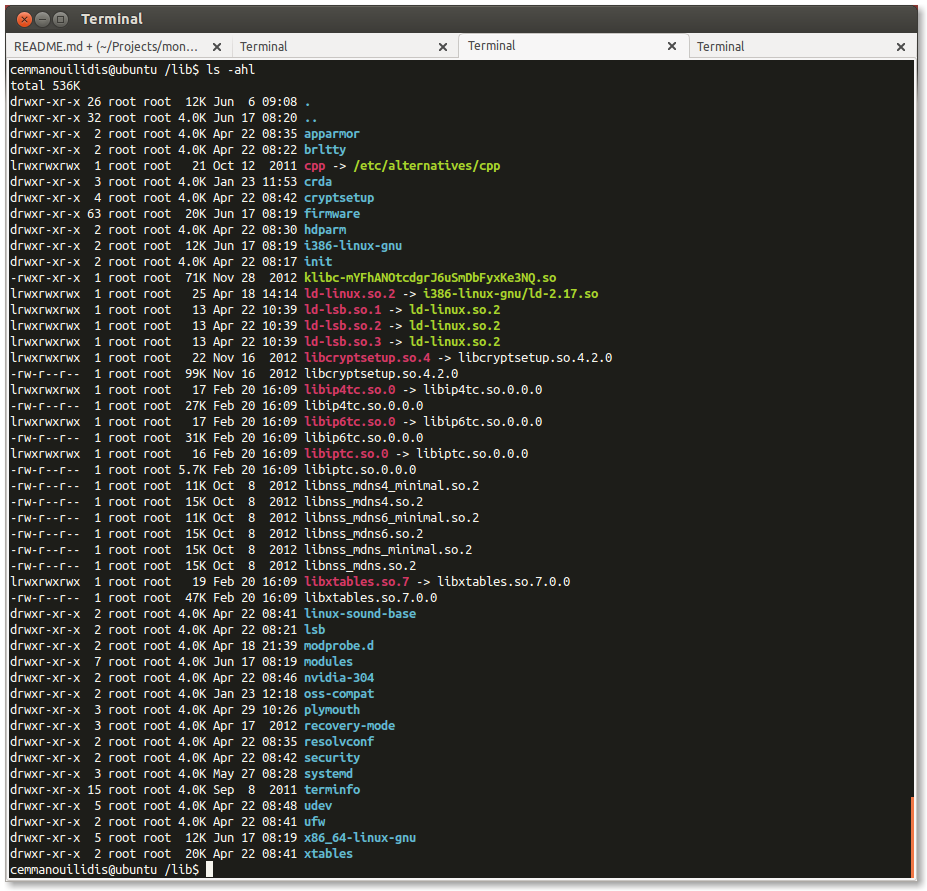 Terminal
README.md + (~/Projects/mon... Terminal Terminal Terminal
cemmanouilidis@ubuntu /lib$ ls -ahl
total 536K
drwxr-xr-x 26 root root  12K Jun  6 09:08 .
drwxr-xr-x 32 root root 4.0K Jun 17 08:20 ..
drwxr-xr-x  2 root root 4.0K Apr 22 08:35 apparmor
drwxr-xr-x  2 root root 4.0K Apr 22 08:22 brltty
lrwxrwxrwx  1 root root   21 Oct 12  2011 cpp -> /etc/alternatives/cpp
drwxr-xr-x  3 root root 4.0K Jan 23 11:53 crda
drwxr-xr-x  4 root root 4.0K Apr 22 08:42 cryptsetup
drwxr-xr-x 63 root root  20K Jun 17 08:19 firmware
drwxr-xr-x  2 root root 4.0K Apr 22 08:30 hdparm
drwxr-xr-x  2 root root  12K Jun 17 08:19 i386-linux-gnu
drwxr-xr-x  2 root root 4.0K Apr 22 08:17 init
-rwxr-xr-x  1 root root  71K Nov 28  2012 klibc-mYFhANOtcdgrJ6uSmDbFyxKe3NQ.so
lrwxrwxrwx  1 root root   25 Apr 18 14:14 ld-linux.so.2 -> i386-linux-gnu/ld-2.17.so
lrwxrwxrwx  1 root root   13 Apr 22 10:39 ld-lsb.so.1 -> ld-linux.so.2
lrwxrwxrwx  1 root root   13 Apr 22 10:39 ld-lsb.so.2 -> ld-linux.so.2
lrwxrwxrwx  1 root root   13 Apr 22 10:39 ld-lsb.so.3 -> ld-linux.so.2
lrwxrwxrwx  1 root root   22 Nov 16  2012 libcryptsetup.so.4 -> libcryptsetup.so.4.2.0
-rw-r--r--  1 root root  99K Nov 16  2012 libcryptsetup.so.4.2.0
lrwxrwxrwx  1 root root   17 Feb 20 16:09 libip4tc.so.0 -> libip4tc.so.0.0.0
-rw-r--r--  1 root root  27K Feb 20 16:09 libip4tc.so.0.0.0
lrwxrwxrwx  1 root root   17 Feb 20 16:09 libip6tc.so.0 -> libip6tc.so.0.0.0
-rw-r--r--  1 root root  31K Feb 20 16:09 libip6tc.so.0.0.0
lrwxrwxrwx  1 root root   16 Feb 20 16:09 libiptc.so.0 -> libiptc.so.0.0.0
-rw-r--r--  1 root root 5.7K Feb 20 16:09 libiptc.so.0.0.0
-rw-r--r--  1 root root  11K Oct  8  2012 libnss_mdns4_minimal.so.2
-rw-r--r--  1 root root  15K Oct  8  2012 libnss_mdns4.so.2
-rw-r--r--  1 root root  11K Oct  8  2012 libnss_mdns6_minimal.so.2
-rw-r--r--  1 root root  15K Oct  8  2012 libnss_mdns6.so.2
-rw-r--r--  1 root root  15K Oct  8  2012 libnss_mdns_minimal.so.2
-rw-r--r--  1 root root  15K Oct  8  2012 libnss_mdns.so.2
lrwxrwxrwx  1 root root   19 Feb 20 16:09 libxtables.so.7 -> libxtables.so.7.0.0
-rw-r--r--  1 root root  47K Feb 20 16:09 libxtables.so.7.0.0
drwxr-xr-x  2 root root 4.0K Apr 22 08:41 linux-sound-base
drwxr-xr-x  2 root root 4.0K Apr 22 08:21 lsb
drwxr-xr-x  2 root root 4.0K Apr 18 21:39 modprobe.d
drwxr-xr-x  7 root root 4.0K Jun 17 08:19 modules
drwxr-xr-x  2 root root 4.0K Apr 22 08:46 nvidia-304
drwxr-xr-x  2 root root 4.0K Jan 23 12:18 oss-compat
drwxr-xr-x  3 root root 4.0K Apr 29 10:26 plymouth
drwxr-xr-x  3 root root 4.0K Apr 17  2012 recovery-mode
drwxr-xr-x  2 root root 4.0K Apr 22 08:35 resolvconf
drwxr-xr-x  2 root root 4.0K Apr 22 08:42 security
drwxr-xr-x  3 root root 4.0K May 27 08:28 systemd
drwxr-xr-x 15 root root 4.0K Sep  8  2011 terminfo
drwxr-xr-x  5 root root 4.0K Apr 22 08:48 udev
drwxr-xr-x  2 root root 4.0K Apr 22 08:41 ufw
drwxr-xr-x  5 root root  12K Jun 17 08:19 x86_64-linux-gnu
drwxr-xr-x  2 root root  20K Apr 22 08:41 xtables
cemmanouilidis@ubuntu /lib$